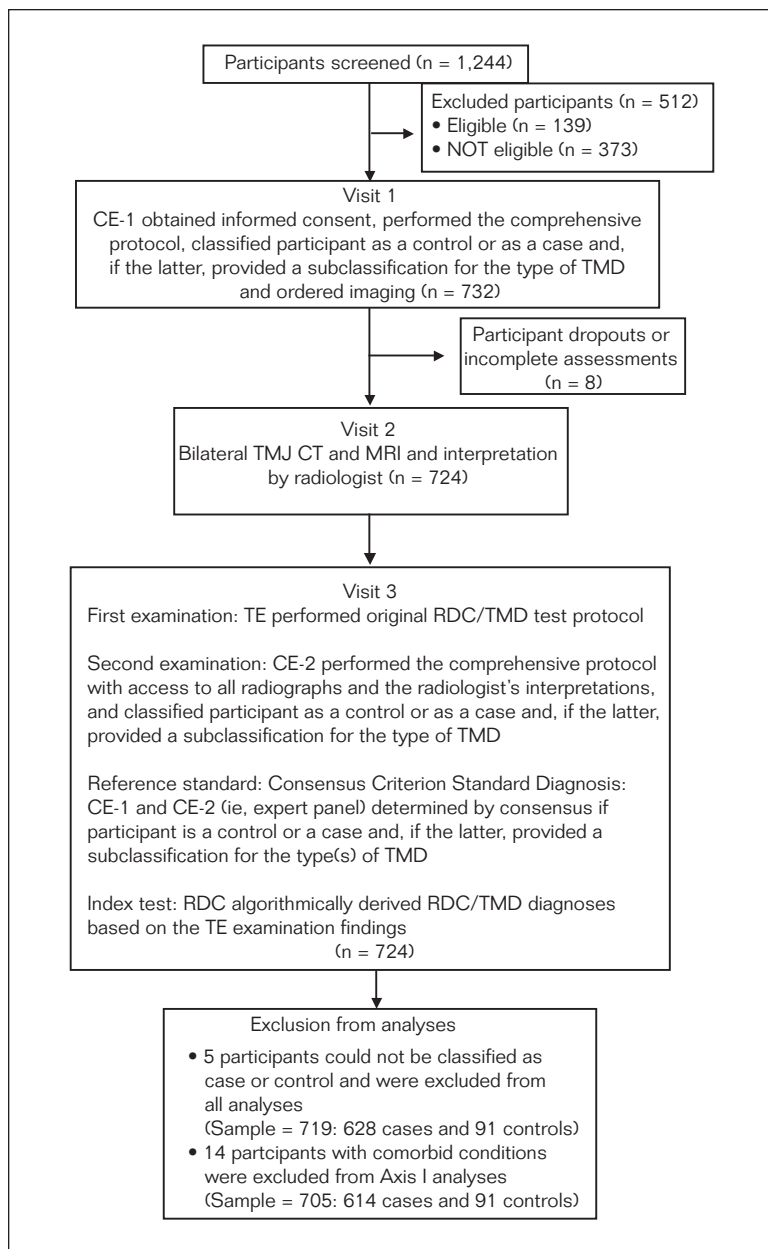 Participants screened (n = 1,244)
Excluded participants (n = 512)
• Eligible (n = 139)
• NOT eligible (n = 373)
Visit 1
CE-1 obtained informed consent, performed the comprehensive
protocol, classified participant as a control or as a case and,
if the latter, provided a subclassification for the type of TMD
and ordered imaging (n = 732)
Participant dropouts or
incomplete assessments
(n = 8)
Visit 2
Bilateral TMJ CT and MRI and interpretation
by radiologist (n = 724)
Visit 3
First examination: TE performed original RDC/TMD test protocol
Second examination: CE-2 performed the comprehensive protocol
with access to all radiographs and the radiologist's interpretations,
and classified participant as a control or as a case and, if the latter,
provided a subclassification for the type of TMD
Reference standard: Consensus Criterion Standard Diagnosis:
CE-1 and CE-2 (ie, expert panel) determined by consensus if
participant is a control or a case and, if the latter, provided a
subclassification for the type(s) of TMD
Index test: RDC algorithmically derived RDC/TMD diagnoses
based on the TE examination findings
(n = 724)
Exclusion from analyses
• 5 participants could not be classified as
case or control and were excluded from
all analyses
(Sample = 719: 628 cases and 91 controls)
• 14 partcipants with comorbid conditions
were excluded from Axis I analyses
(Sample = 705: 614 cases and 91 controls)